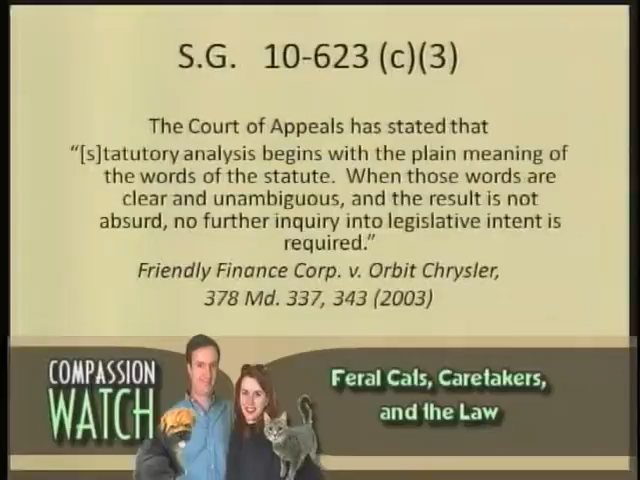 S.G. 10-623 (c)(3)
The Court of Appeals has stated that
“[s]tatutory analysis begins with the plain meaning of
the words of the statute. When those words are
clear and unambiguous, and the result is not
absurd, no further inquiry into legislative intent is
required.”
Friendly Finance Corp. v. Orbit Chrysler,
378 Md. 337, 343 (2003)
COMPASSION
WATCH
Feral Cats, Caretakers,
and the Law